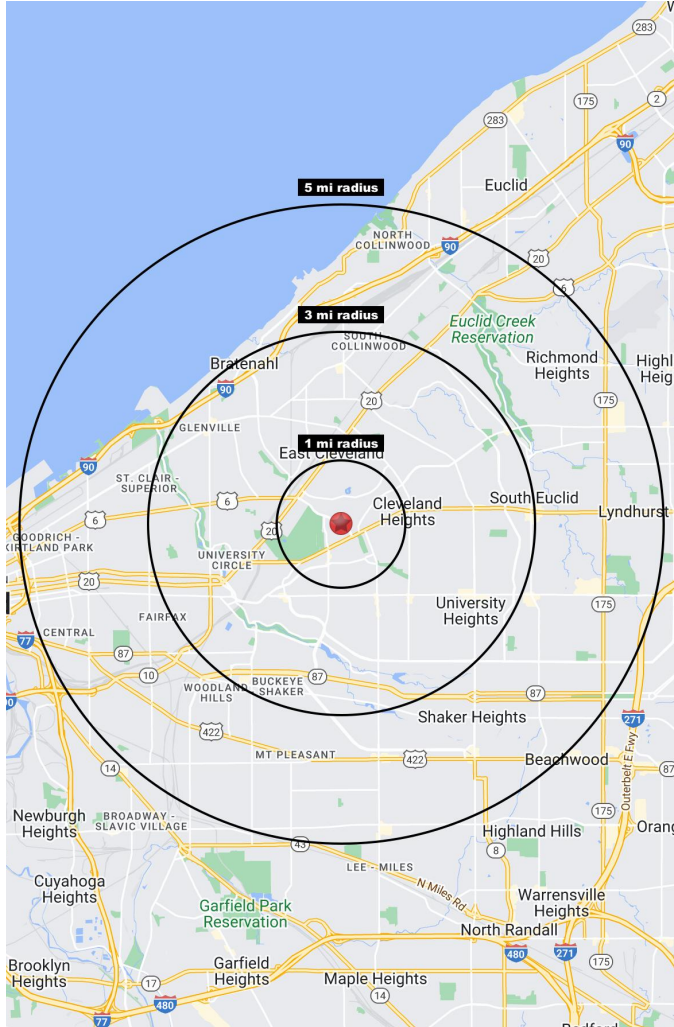 W
283
175
2
283
90
Euclid
5 mi radius
NORTH
COLLINWOOD
90
20
6
3 mi radius
Euclid Creek
Reservation
SOUTH
COLLINWOOD
Richmond
Heights
Highl
Heig
Bratenahl
90
20
175
GLENVILLE
1 mi radius
East Cleveland
90
ST. CLAIR -
SUPERIOR
6
Cleveland
Heights
South Euclid
Lyndhurst
6
20
GOODRICH -
KIRTLAND PARK
UNIVERSITY
CIRCLE
20
University
Heights
175
FAIRFAX
CENTRAL
77
87
10
WOODLAND
HILLS
BUCKEYE
- SHAKER
87
87
90
Shaker Heights
271
422
MT PLEASANT
422
Beachwood
87
14
Outerbelt E Fwy
Newburgh
Heights
BROADWAY -
SLAVIC VILLAGE
175
Highland Hills
Orang
43
8
LEE - MILES
Cuyahoga
Heights
N Miles Rd
Garfield Park
Reservation
Warrensville
Heights
North Randall
480
271
175
Brooklyn
Heights
17
Garfield
Heights
Maple Heights
14
480
77
Bedford